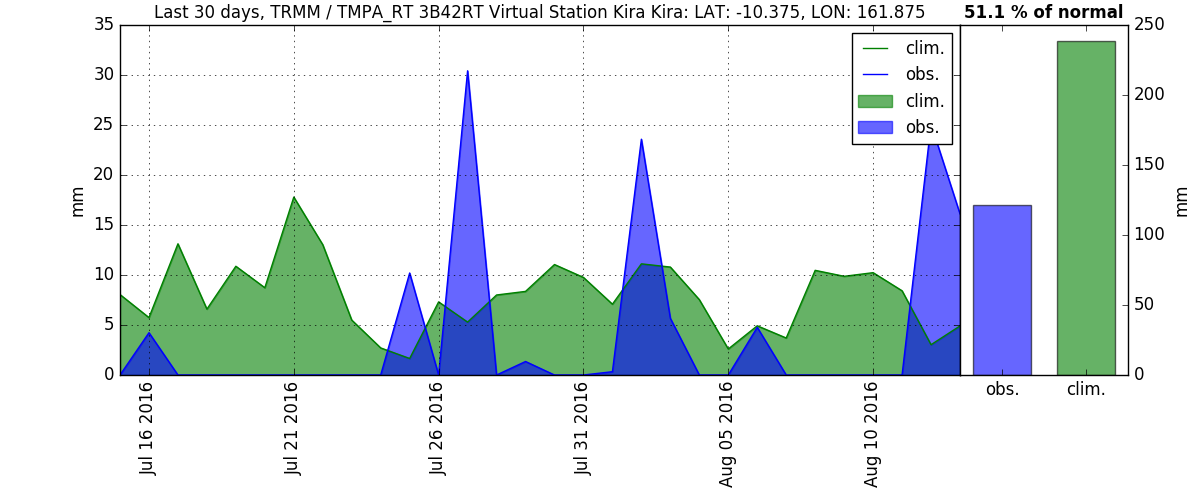 Last 30 days, TRMM / TMPA_RT 3B42RT Virtual Station Kira Kira: LAT: -10.375, LON: 161.875
51.1 % of normal
35
30
25
20
15
10
5
0
mm
clim.
obs.
clim.
obs.
250
200
150
100
50
0
mm
Jul 16 2016
Jul 21 2016
Jul 26 2016
Jul 31 2016
Aug 05 2016
Aug 10 2016
obs.
clim.